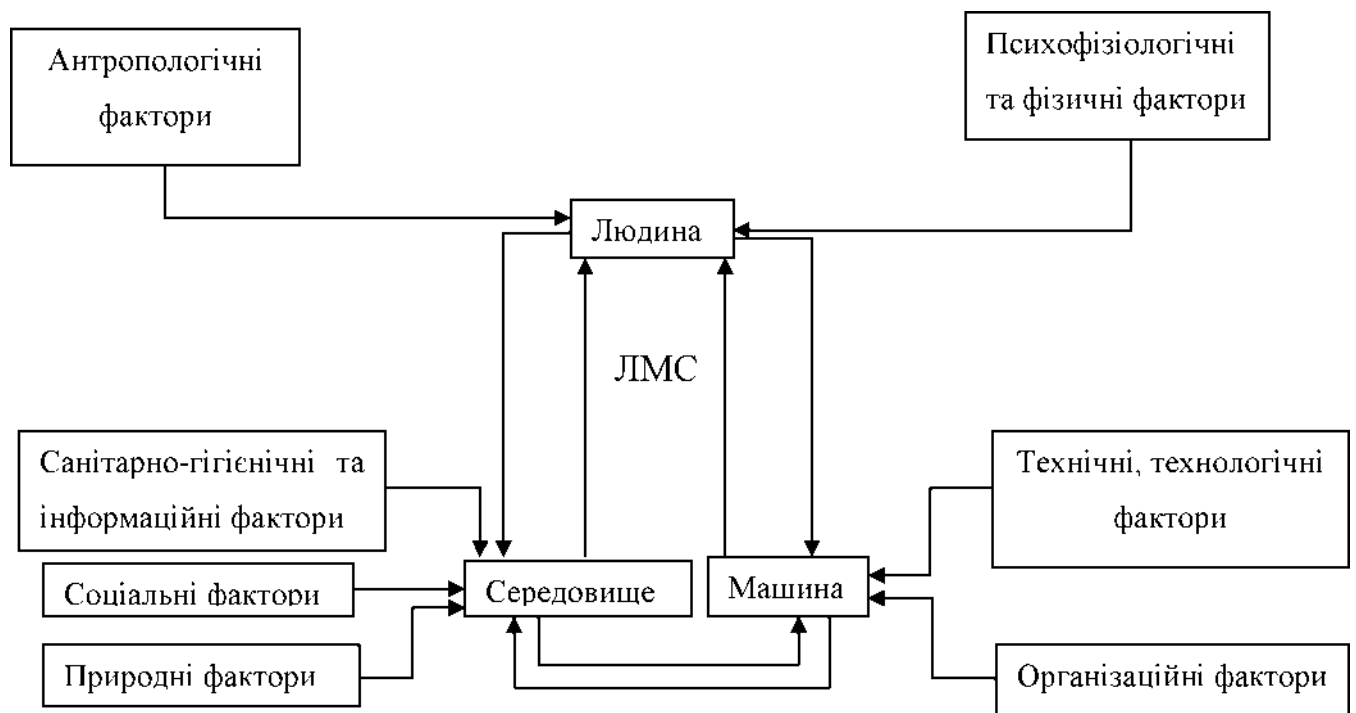 Антропологічні
фактори
Психофізіологічні
та фізичні фактори
Людина
ЛМС
Санітарно-гігієнічні та
інформаційні фактори
Технічні, технологічні
фактори
Соціальні фактори
Середовище
Машина
Природні фактори
Організаційні фактори